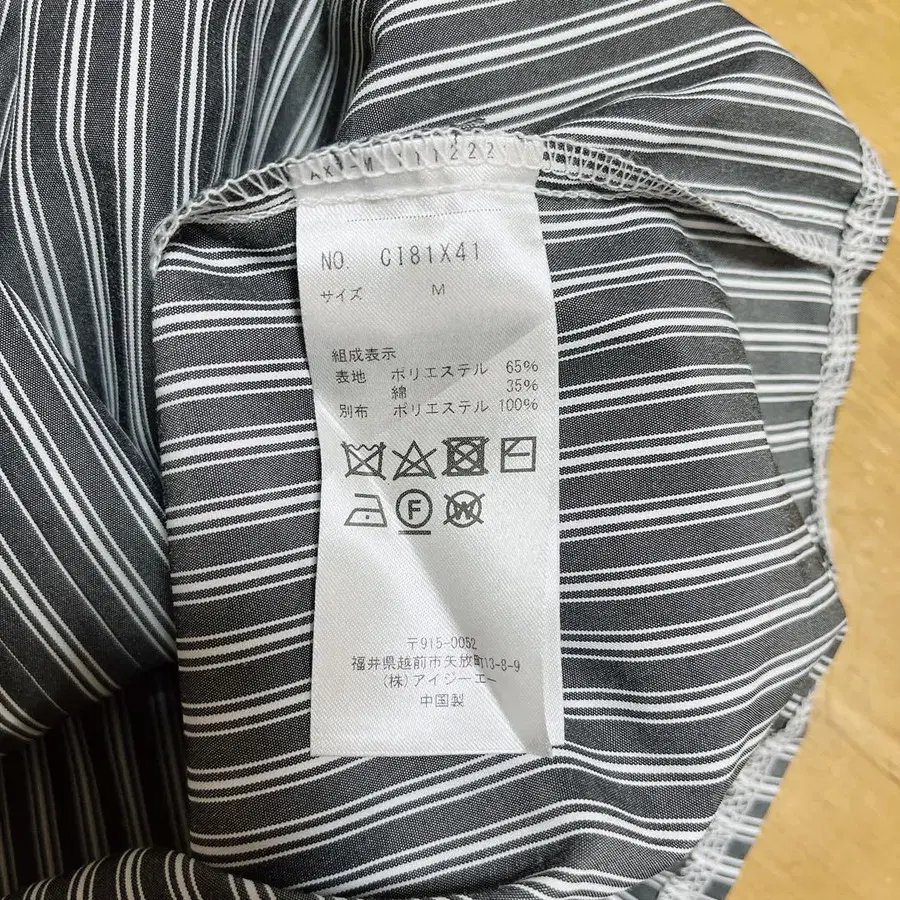 NO. CI81X41
サイズ M
組成表示
表地 ポリエステル 65%
綿 35%
別布 ポリエステル 100%
F
W
〒915-0052
福井県越前市矢放町13-8-9
(株)アイシーエー
中国製